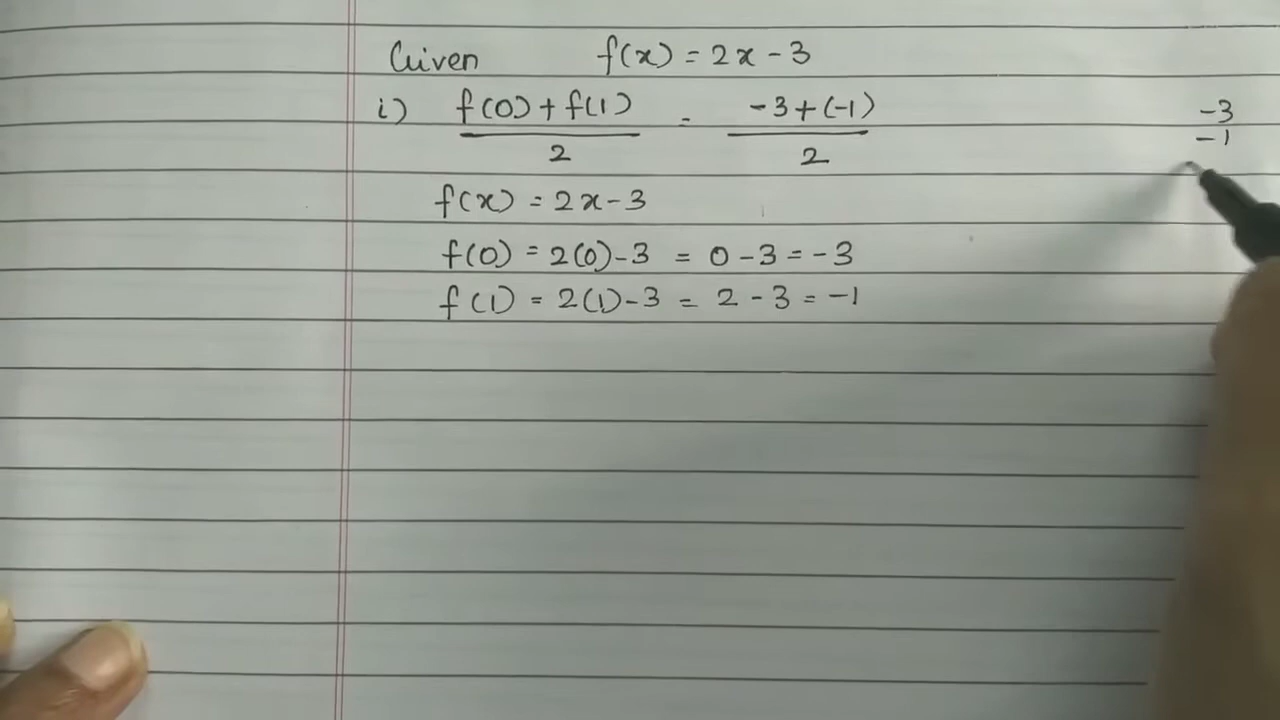 Given f(x) = 2x - 3
i) f(0) + f(1) / 2 = -3 + (-1) / 2
-3
-1
f(x) = 2x - 3
f(0) = 2(0) - 3 = 0 - 3 = -3
f(1) = 2(1) - 3 = 2 - 3 = -1